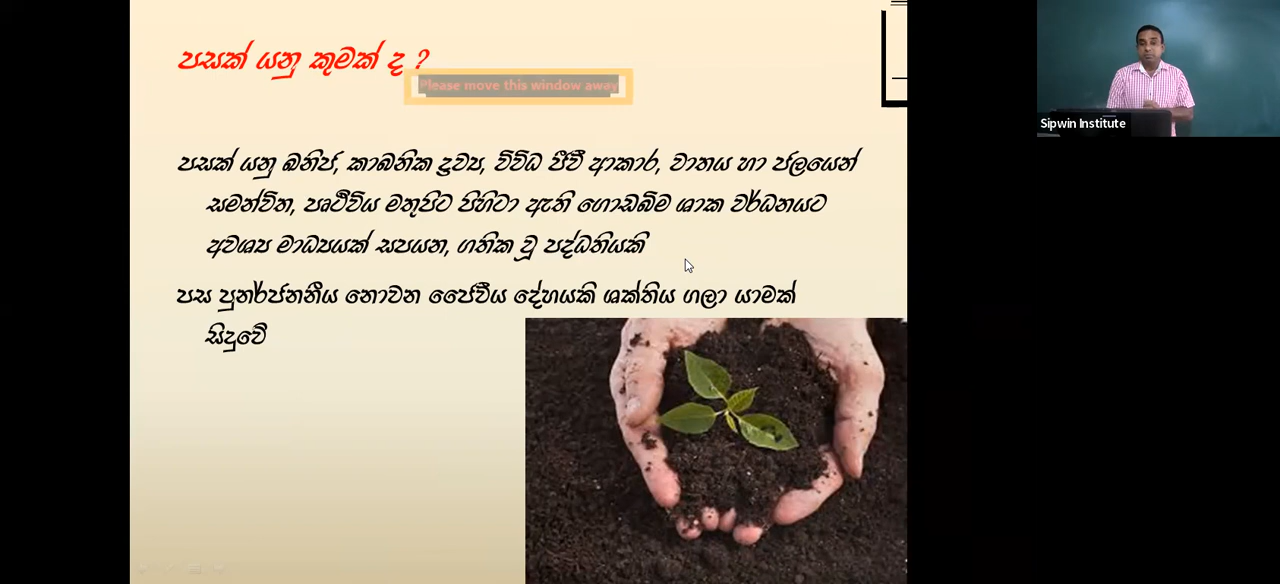 පසක් යනු කුමක් ද ?
Please move this window away
පසක් යනු ඛනිජ, කාබනික ද්‍රව්‍ය, විවිධ ජීවී ආකාර, වාතය හා ජලයෙන්
සමන්විත, පෘථිවිය මතුපිට පිහිටා ඇති ගොඩබිම ශාක වර්ධනයට
අවශ්‍ය මාධ්‍යයක් සපයන, ගතික වූ පද්ධතියකි
පස පුනර්ජනනීය නොවන ජෛවීය දේහයකි ශක්තිය ගලා යාමක්
සිදුවේ
Sipwin Institute